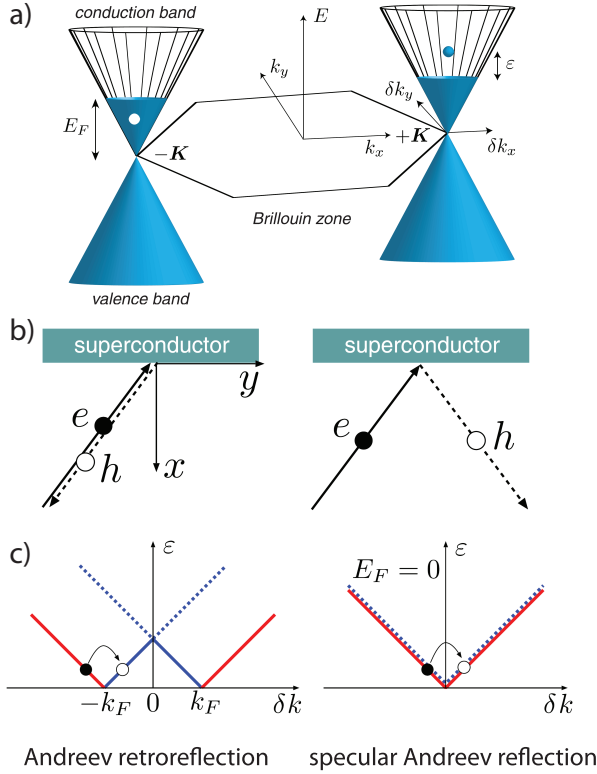 a)
conduction band
E
ε
k_y
δk_y
E_F
+K
k_x
δk_x
−K
Brillouin zone
valence band
b)
superconductor
superconductor
y
e
e
h
h
x
c)
ε
ε
E_F = 0
−k_F
0
k_F
δk
δk
Andreev retroreflection
specular Andreev reflection